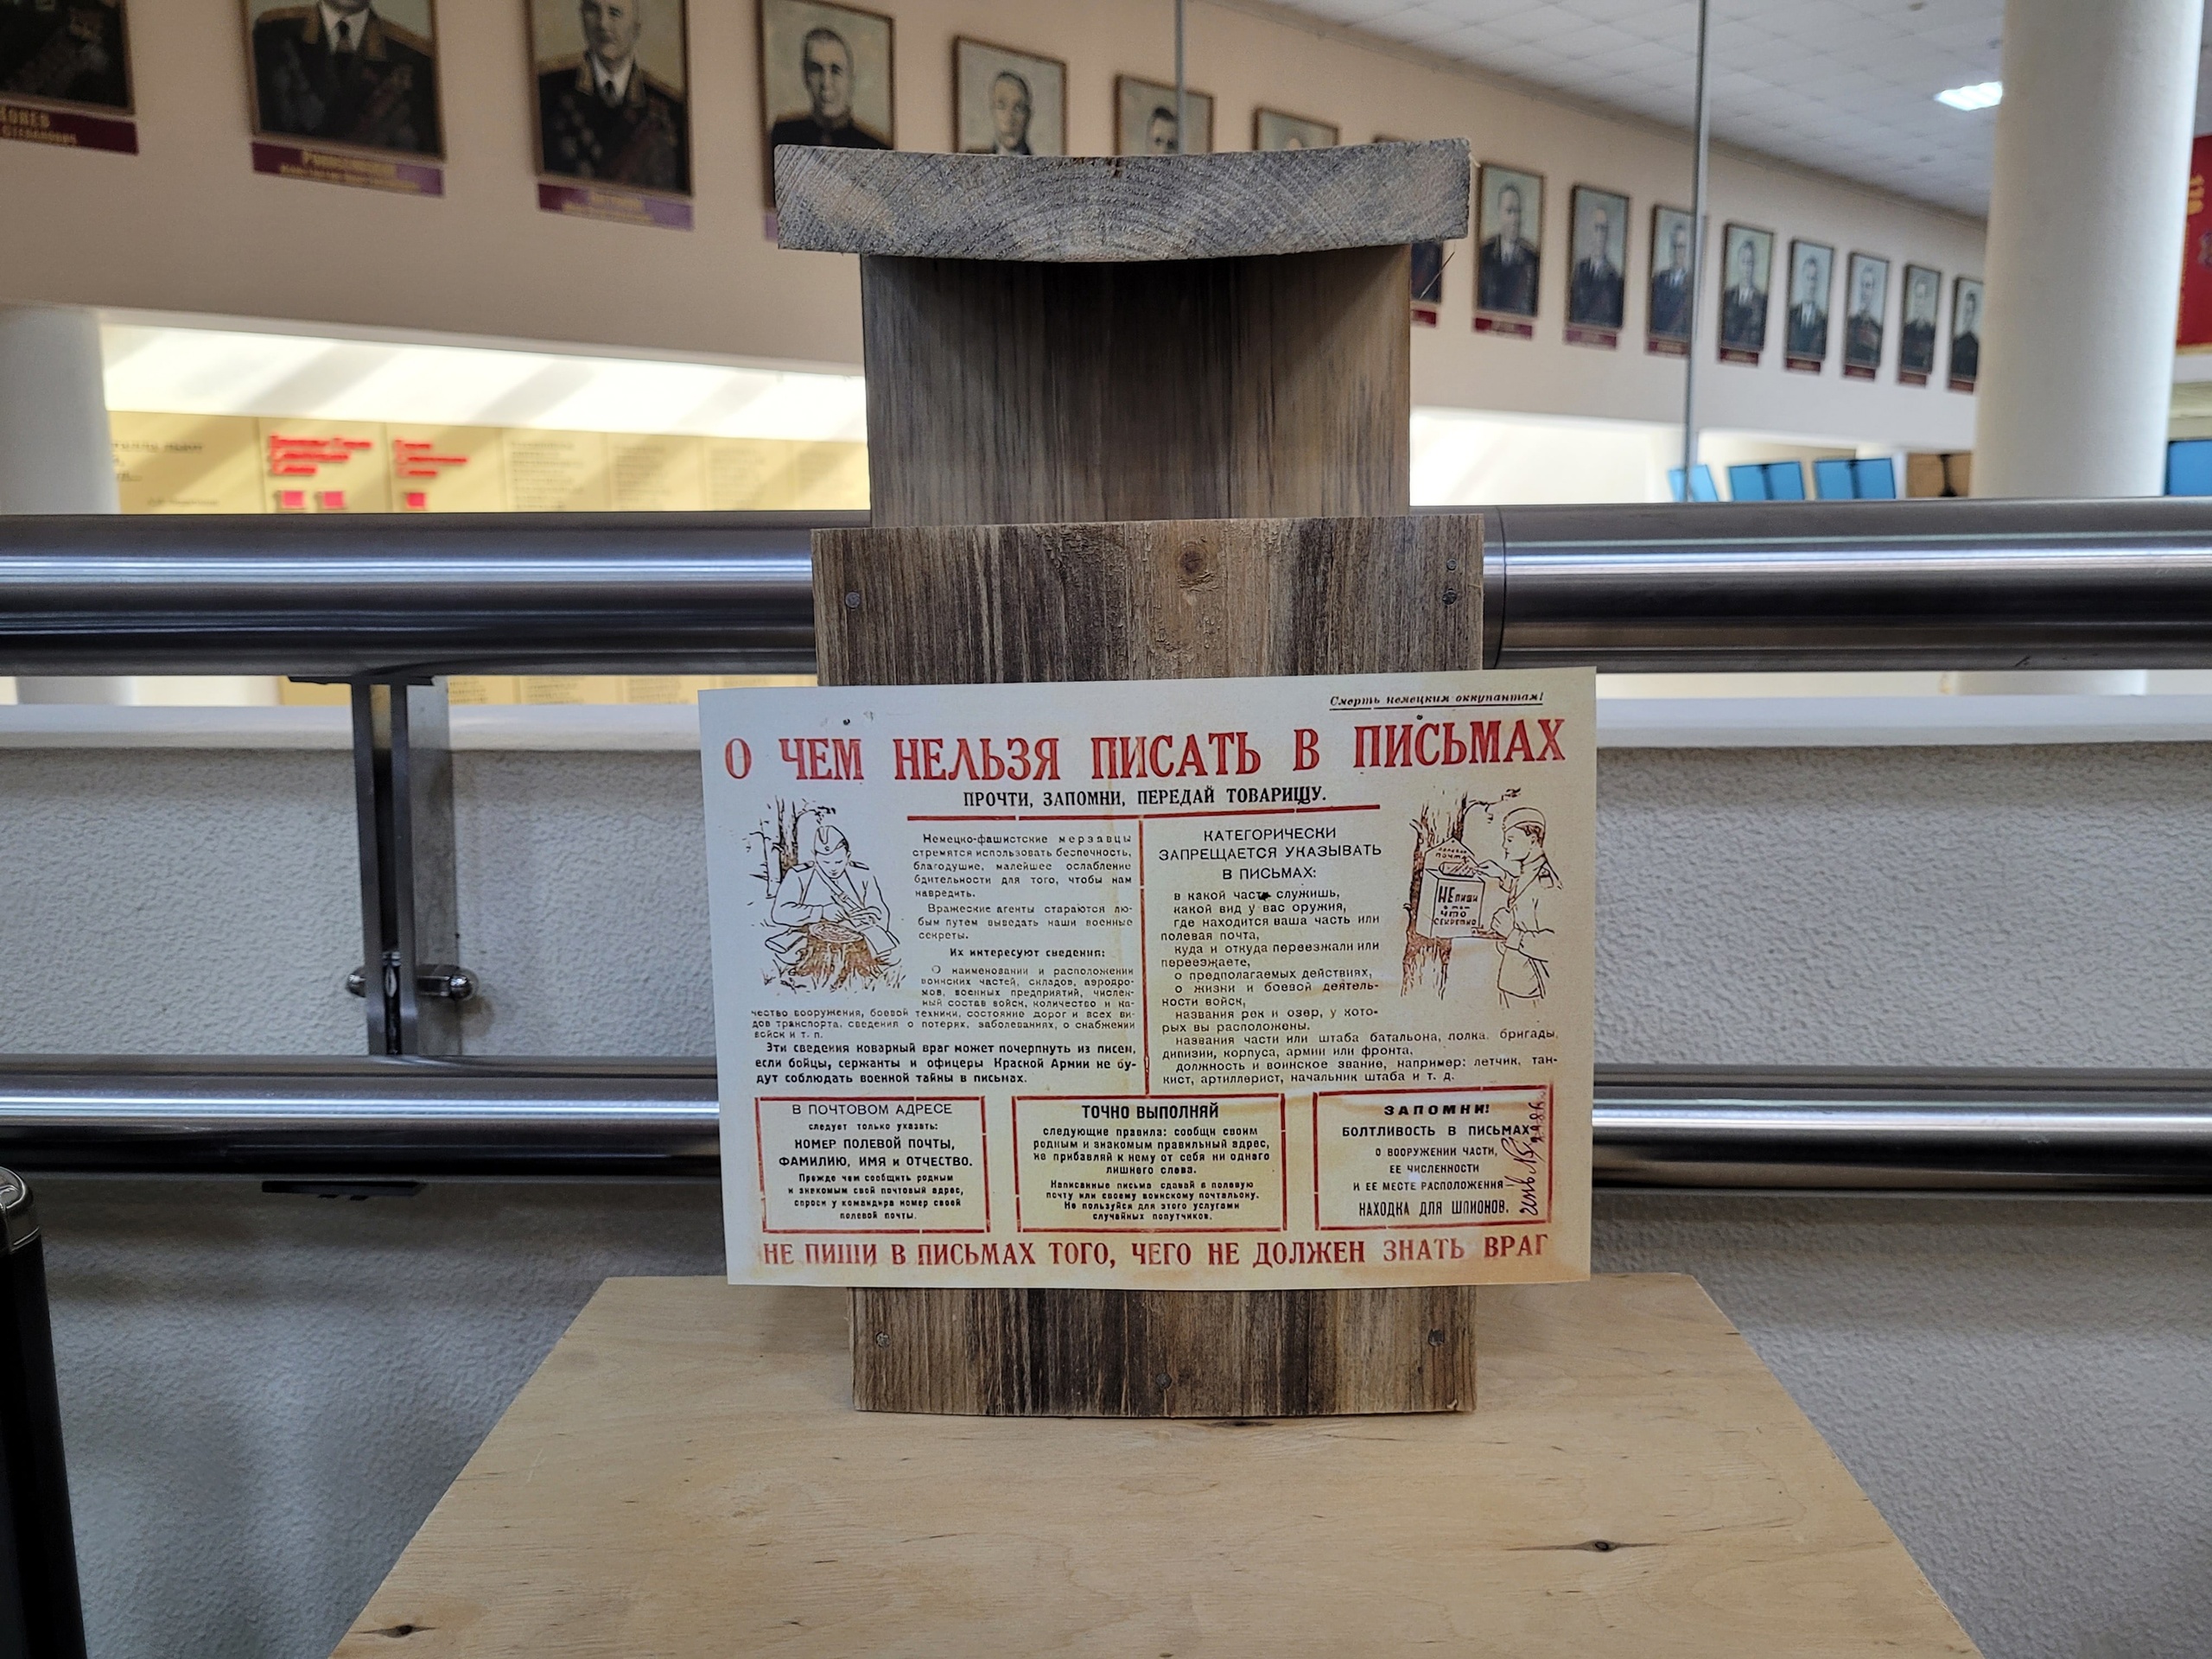 Смерть немецким оккупантам!
О ЧЕМ НЕЛЬЗЯ ПИСАТЬ В ПИСЬМАХ
ПРОЧТИ, ЗАПОМНИ, ПЕРЕДАЙ ТОВАРИЩУ.
Немецко-фашистские мерзавцы
стремятся использовать беспечность,
благодушие, малейшее ослабление
бдительности для того, чтобы нам
навредить.
Вражеские агенты стараются лю-
бым путем выведать наши военные
секреты.
Их интересуют сведения:
О наименовании и расположении
воинских частей, складов, аэродро-
мов, военных предприятий, числен-
ный состав войск, количество и ка-
чество вооружения, боевой техники, состояние дорог и всех ви-
дов транспорта, сведения о потерях, заболеваниях, о снабжении
войск и т. п.
Эти сведения коварный враг может почерпнуть из писем,
если бойцы, сержанты и офицеры Красной Армии не бу-
дут соблюдать военной тайны в письмах.
КАТЕГОРИЧЕСКИ
ЗАПРЕЩАЕТСЯ УКАЗЫВАТЬ
В ПИСЬМАХ:
в какой части служишь,
какой вид у вас оружия,
где находится ваша часть или
полевая почта,
куда и откуда переезжали или
переезжаете,
о предполагаемых действиях,
о жизни и боевой деятель-
ности войск,
названия рек и озер, у кото-
рых вы расположены.
названия части или штаба батальона, полка, бригады,
дивизии, корпуса, армии или фронта,
должность и воинское звание, например: летчик, тан-
кист, артиллерист, начальник штаба и т. д.
ПОЛЕВАЯ
ПОЧТА
НЕ ПИШИ
О ТОМ
ЧТО
СЕКРЕТНО
В ПОЧТОВОМ АДРЕСЕ
следует только указать:
НОМЕР ПОЛЕВОЙ ПОЧТЫ,
ФАМИЛИЮ, ИМЯ и ОТЧЕСТВО.
Прежде чем сообщить родным
и знакомым свой почтовый адрес,
спроси у командира номер своей
полевой почты.
ТОЧНО ВЫПОЛНЯЙ
следующие правила: сообщи своим
родным и знакомым правильный адрес,
не прибавляй к нему от себя ни одного
лишнего слова.
Написанные письма сдавай в полевую
почту или своему воинскому почтальону.
Не пользуйся для этого услугами
случайных попутчиков.
ЗАПОМНИ!
БОЛТЛИВОСТЬ В ПИСЬМАХ
О ВООРУЖЕНИИ ЧАСТИ,
ЕЕ ЧИСЛЕННОСТИ
И ЕЕ МЕСТЕ РАСПОЛОЖЕНИЯ—
НАХОДКА ДЛЯ ШПИОНОВ.
НЕ ПИШИ В ПИСЬМАХ ТОГО, ЧЕГО НЕ ДОЛЖЕН ЗНАТЬ ВРАГ